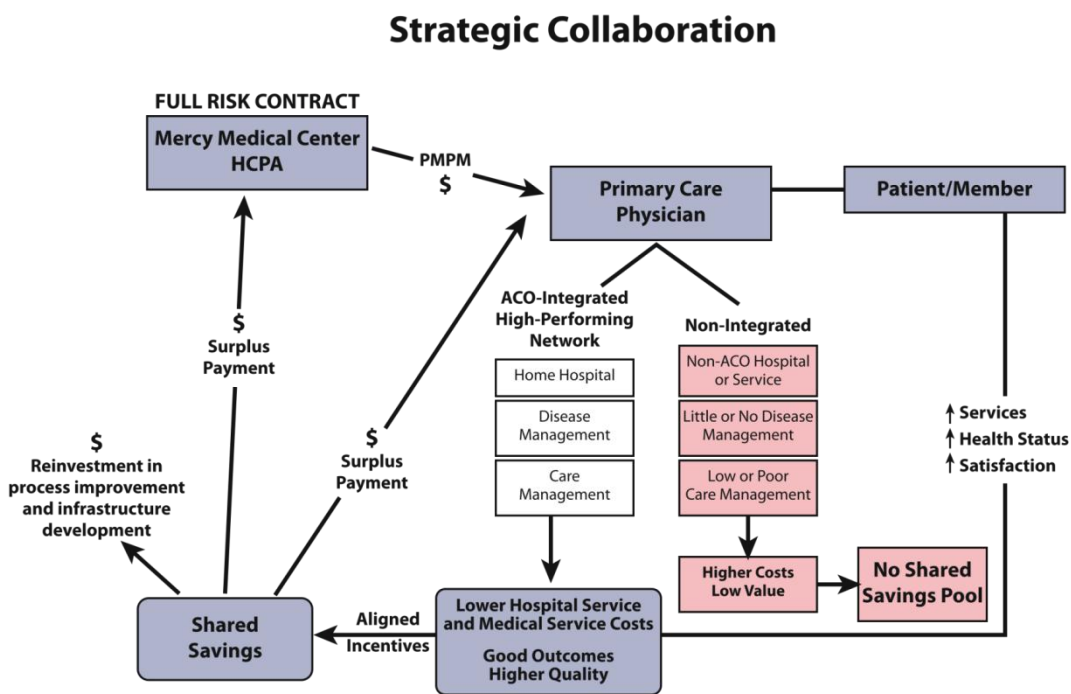 Strategic Collaboration
FULL RISK CONTRACT
Mercy Medical Center
HCPA
PMPM
$
Primary Care
Physician
Patient/Member
ACO-Integrated
High-Performing
Network
Non-Integrated
Home Hospital
Disease
Management
Care
Management
Non-ACO Hospital
or Service
Little or No Disease
Management
Low or Poor
Care Management
$
Surplus
Payment
$
Surplus
Payment
$
Reinvestment in
process improvement
and infrastructure
development
↑ Services
↑ Health Status
↑ Satisfaction
Higher Costs
Low Value
No Shared
Savings Pool
Shared
Savings
Aligned
Incentives
Lower Hospital Service
and Medical Service Costs
Good Outcomes
Higher Quality